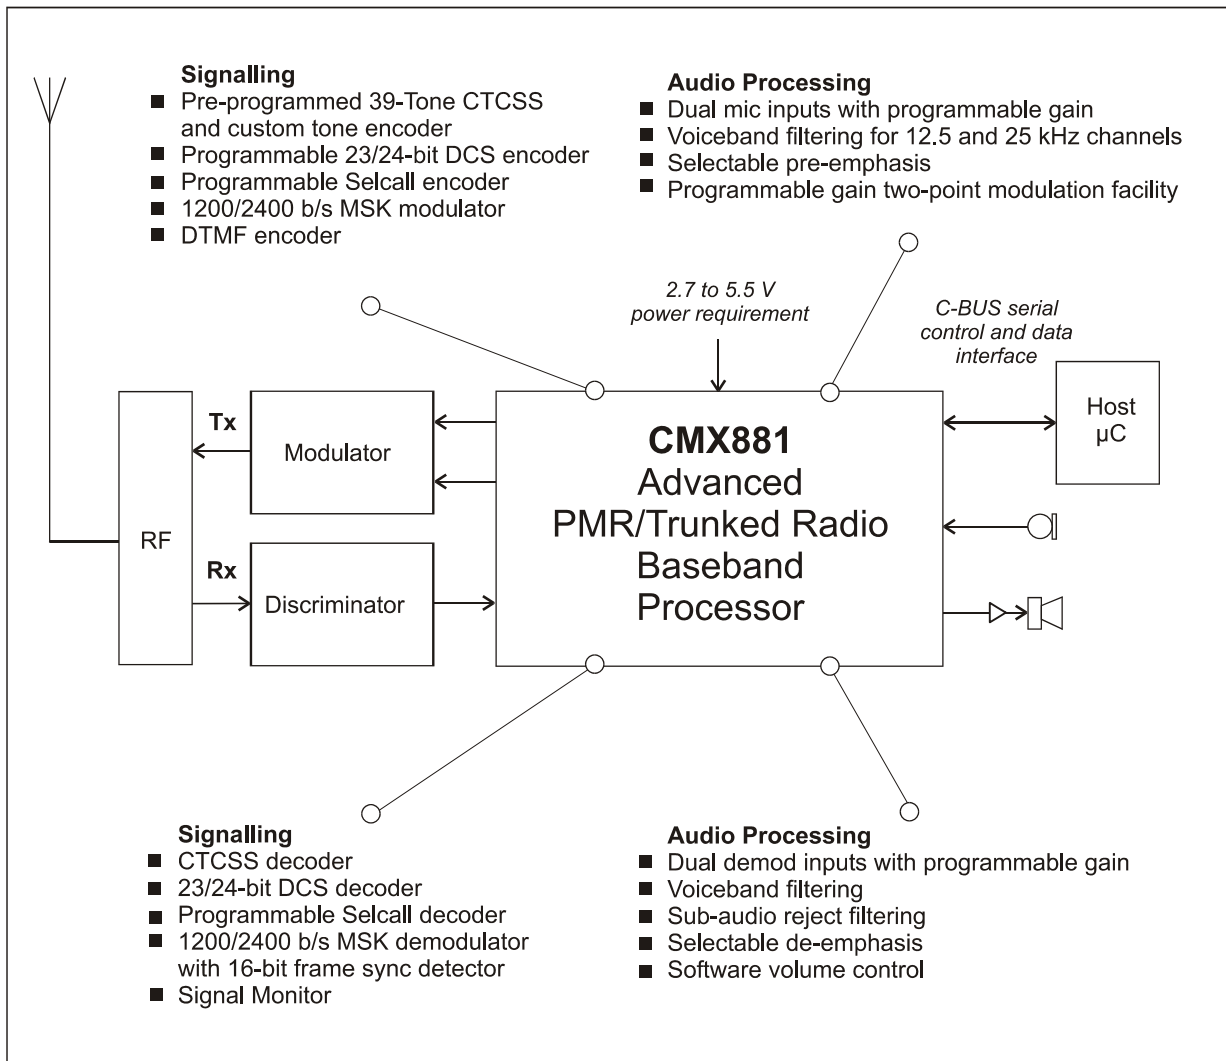 Signalling
■ Pre-programmed 39-Tone CTCSS
and custom tone encoder
■ Programmable 23/24-bit DCS encoder
■ Programmable Selcall encoder
■ 1200/2400 b/s MSK modulator
■ DTMF encoder
Audio Processing
■ Dual mic inputs with programmable gain
■ Voiceband filtering for 12.5 and 25 kHz channels
■ Selectable pre-emphasis
■ Programmable gain two-point modulation facility
2.7 to 5.5 V
power requirement
C-BUS serial
control and data
interface
RF
Tx
Modulator
Rx
Discriminator
CMX881
Advanced
PMR/Trunked Radio
Baseband
Processor
Host
µC
Signalling
■ CTCSS decoder
■ 23/24-bit DCS decoder
■ Programmable Selcall decoder
■ 1200/2400 b/s MSK demodulator
with 16-bit frame sync detector
■ Signal Monitor
Audio Processing
■ Dual demod inputs with programmable gain
■ Voiceband filtering
■ Sub-audio reject filtering
■ Selectable de-emphasis
■ Software volume control